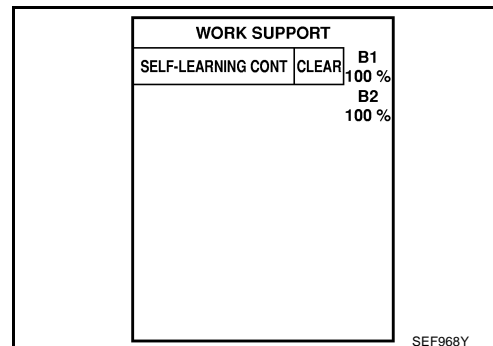 WORK SUPPORT
SELF-LEARNING CONT CLEAR B1
100 %
B2
100 %
SEF968Y